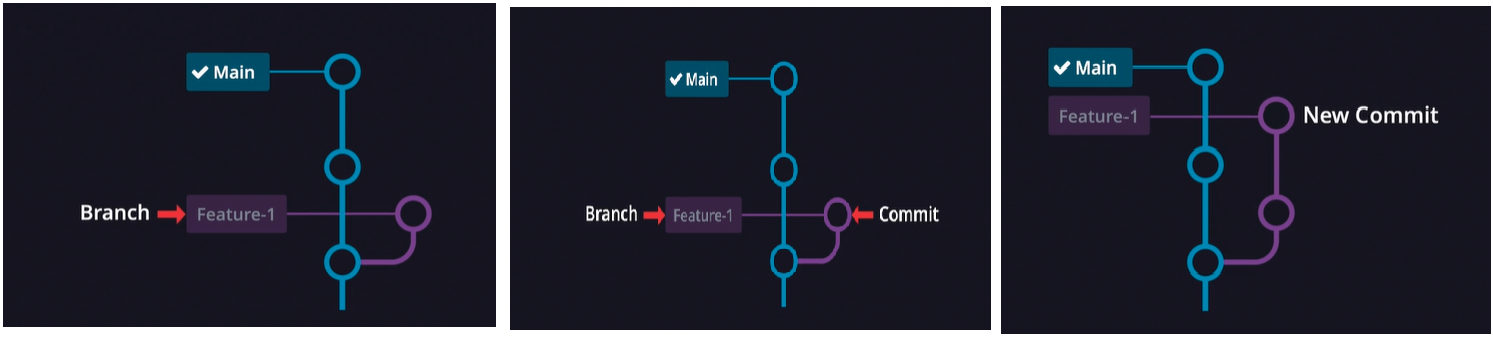 ✔ Main
Branch Feature-1
✔ Main
Branch Feature-1 Commit
✔ Main
Feature-1 New Commit